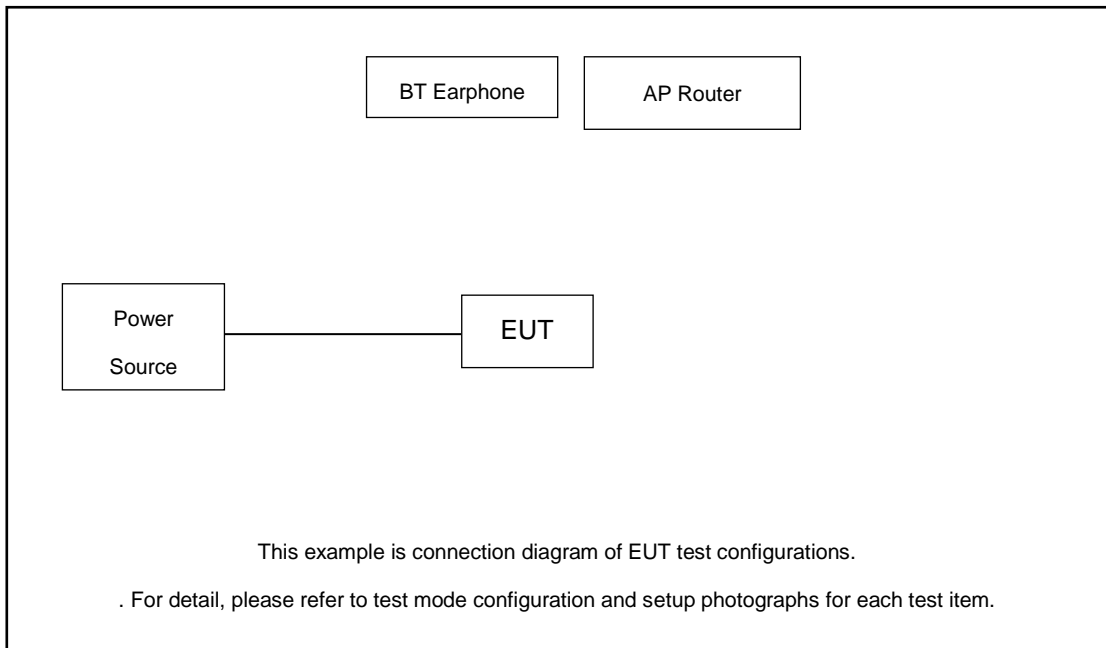 BT Earphone
AP Router
Power
Source
EUT
This example is connection diagram of EUT test configurations.
. For detail, please refer to test mode configuration and setup photographs for each test item.